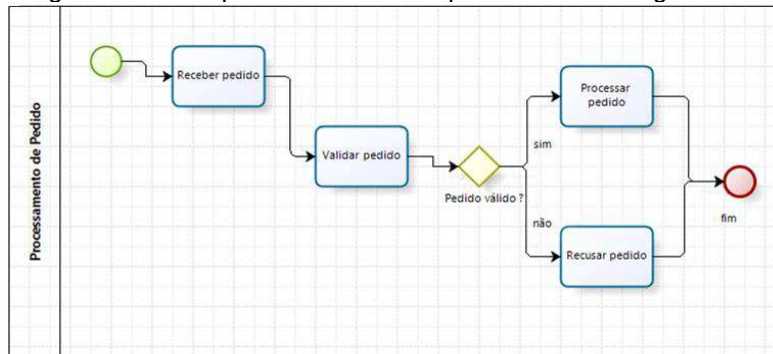 Processamento de Pedido
Receber pedido
Validar pedido
Pedido válido ?
sim
não
Processar
pedido
Recusar pedido
fim